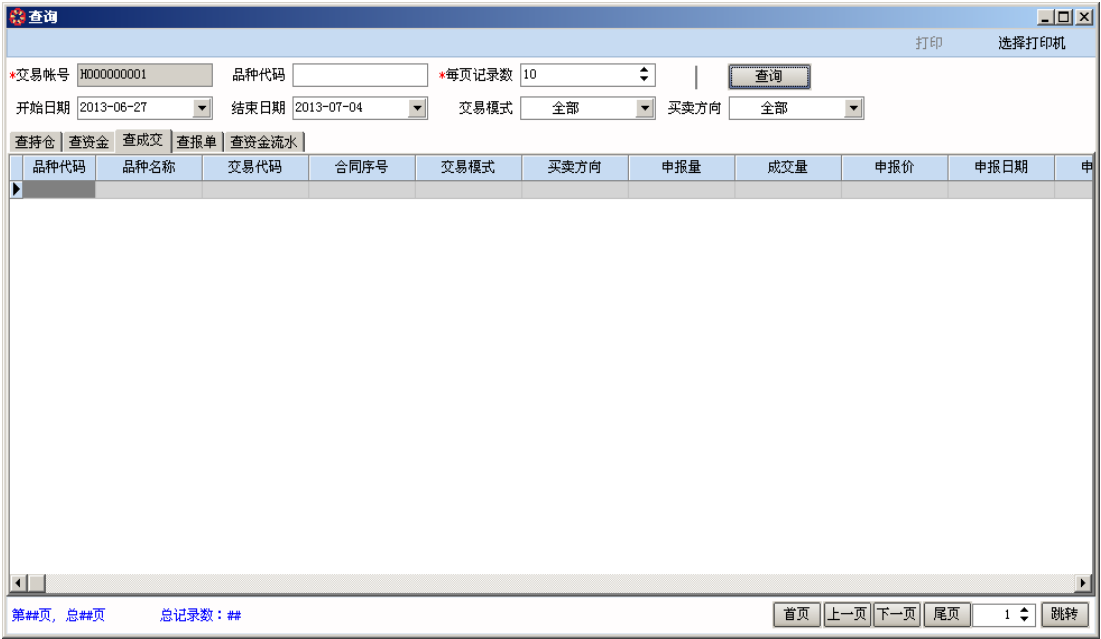 查询
打印 选择打印机
*交易帐号 H000000001 品种代码 *每页记录数 10 查询
开始日期 2013-06-27 结束日期 2013-07-04 交易模式 全部 买卖方向 全部
查持仓 查资金 查成交 查报单 查资金流水
品种代码 品种名称 交易代码 合同序号 交易模式 买卖方向 申报量 成交量 申报价 申报日期 申
第##页, 总##页 总记录数：## 首页 上一页 下一页 尾页 1 跳转